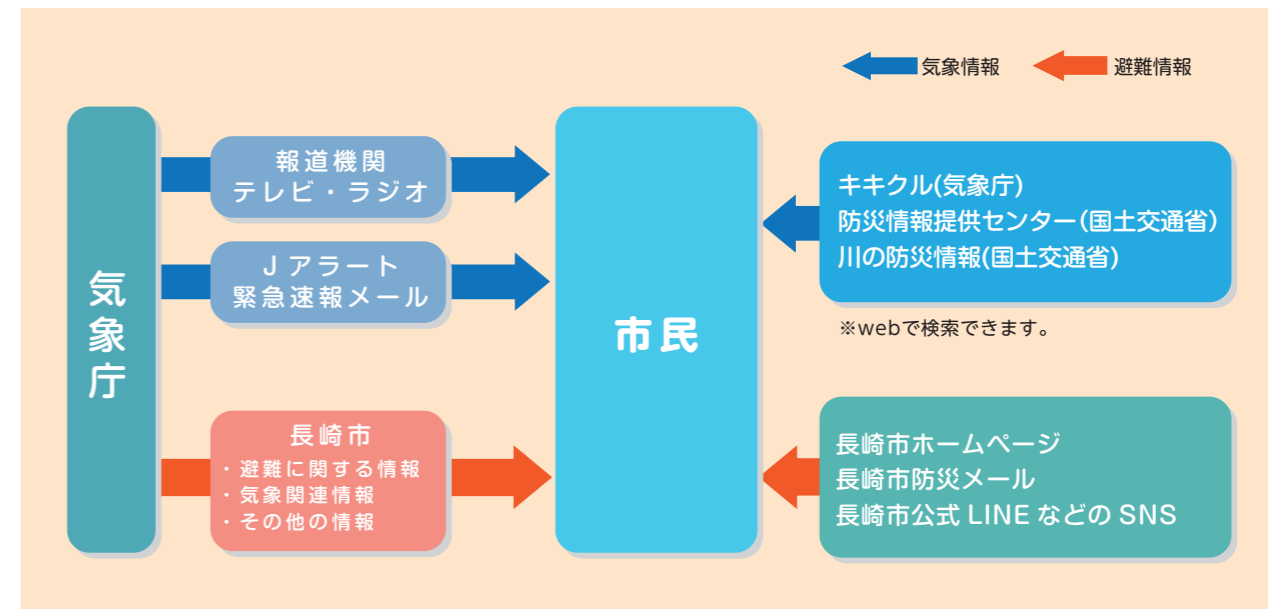 気象情報
避難情報
気象庁
報道機関
テレビ・ラジオ
Jアラート
緊急速報メール
長崎市
・避難に関する情報
・気象関連情報
・その他の情報
市民
キキクル(気象庁)
防災情報提供センター(国土交通省)
川の防災情報(国土交通省)
※webで検索できます。
長崎市ホームページ
長崎市防災メール
長崎市公式 LINE などの SNS